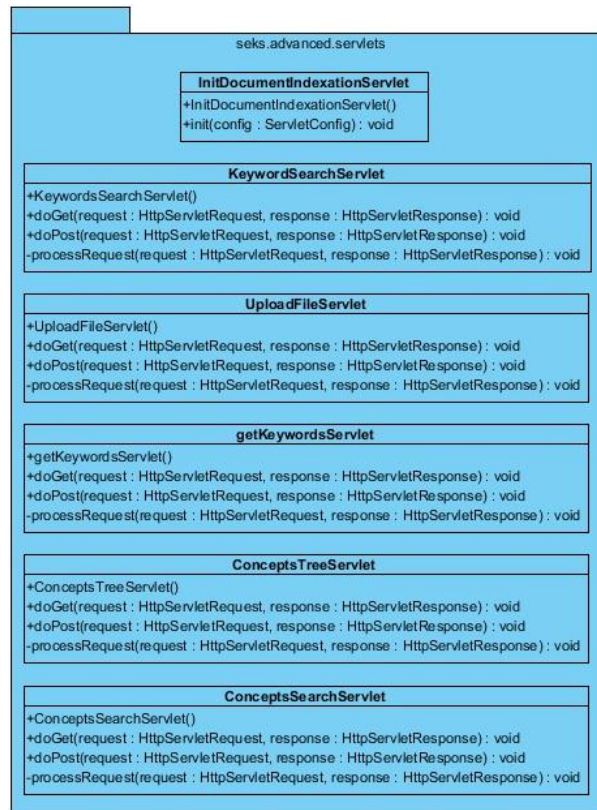 seks.advanced.servlets
InitDocumentIndexationServlet
+InitDocumentIndexationServlet()
+init(config : ServletConfig) : void
KeywordSearchServlet
+KeywordsSearchServlet()
+doGet(request : HttpServletRequest, response : HttpServletResponse) : void
+doPost(request : HttpServletRequest, response : HttpServletResponse) : void
-processRequest(request : HttpServletRequest, response : HttpServletResponse) : void
UploadFileServlet
+UploadFileServlet()
+doGet(request : HttpServletRequest, response : HttpServletResponse) : void
+doPost(request : HttpServletRequest, response : HttpServletResponse) : void
-processRequest(request : HttpServletRequest, response : HttpServletResponse) : void
getKeywordsServlet
+getKeywordsServlet()
+doGet(request : HttpServletRequest, response : HttpServletResponse) : void
+doPost(request : HttpServletRequest, response : HttpServletResponse) : void
-processRequest(request : HttpServletRequest, response : HttpServletResponse) : void
ConceptsTreeServlet
+ConceptsTreeServlet()
+doGet(request : HttpServletRequest, response : HttpServletResponse) : void
+doPost(request : HttpServletRequest, response : HttpServletResponse) : void
-processRequest(request : HttpServletRequest, response : HttpServletResponse) : void
ConceptsSearchServlet
+ConceptsSearchServlet()
+doGet(request : HttpServletRequest, response : HttpServletResponse) : void
+doPost(request : HttpServletRequest, response : HttpServletResponse) : void
-processRequest(request : HttpServletRequest, response : HttpServletResponse) : void